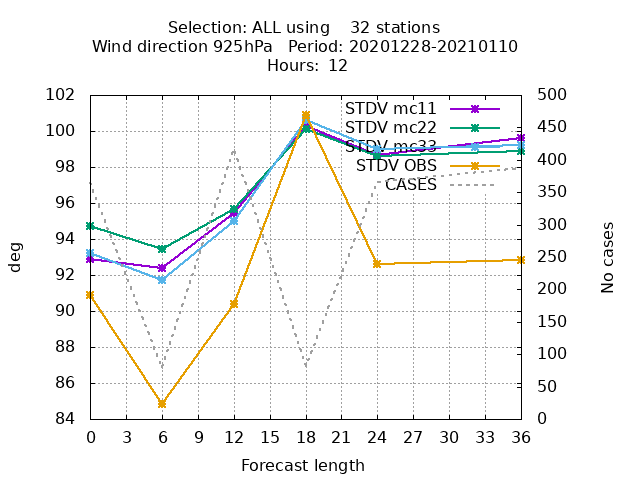 Selection: ALL using 32 stations
Wind direction 925hPa Period: 20201228-20210110
Hours: 12
102 500
100 450
98 400
96 350
94 300
92 250
90 200
88 150
86 100
84 50
0
STDV mc11
STDV mc22
STDV mc33
STDV OBS
CASES
deg
No cases
0 3 6 9 12 15 18 21 24 27 30 33 36
Forecast length